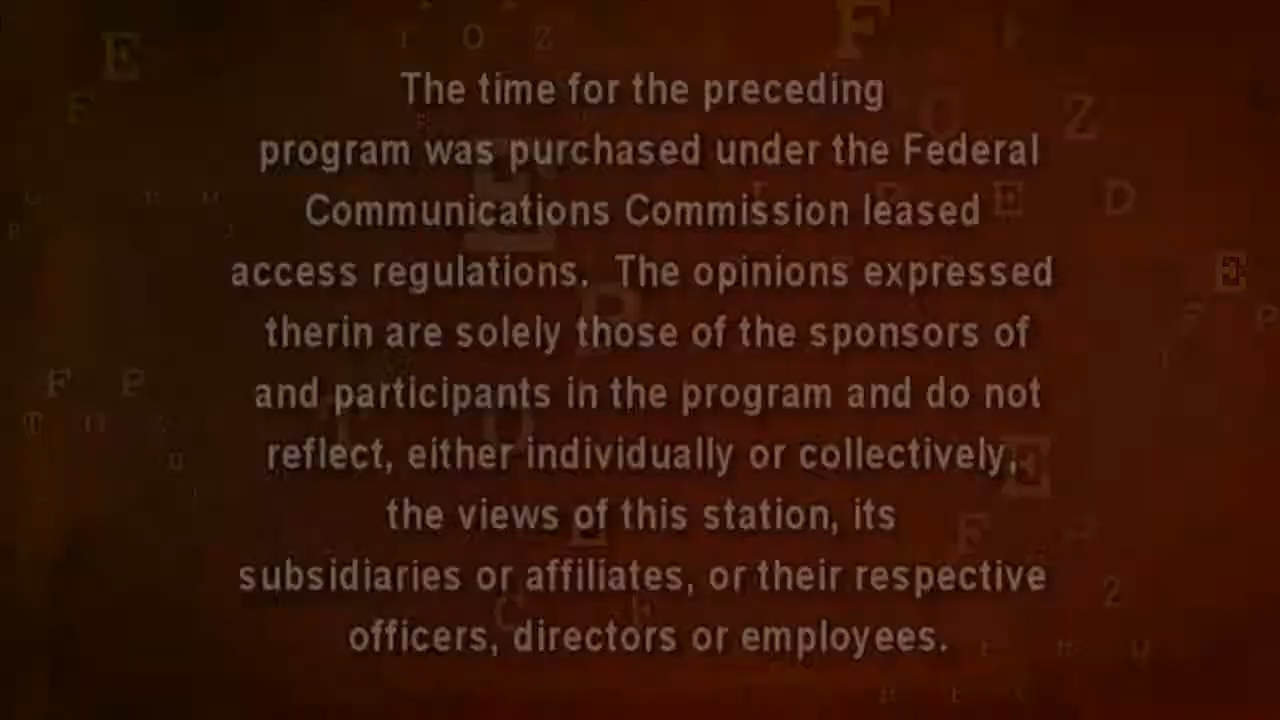 The time for the preceding
program was purchased under the Federal
Communications Commission leased
access regulations.  The opinions expressed
therin are solely those of the sponsors of
and participants in the program and do not
reflect, either individually or collectively,
the views of this station, its
subsidiaries or affiliates, or their respective
officers, directors or employees.